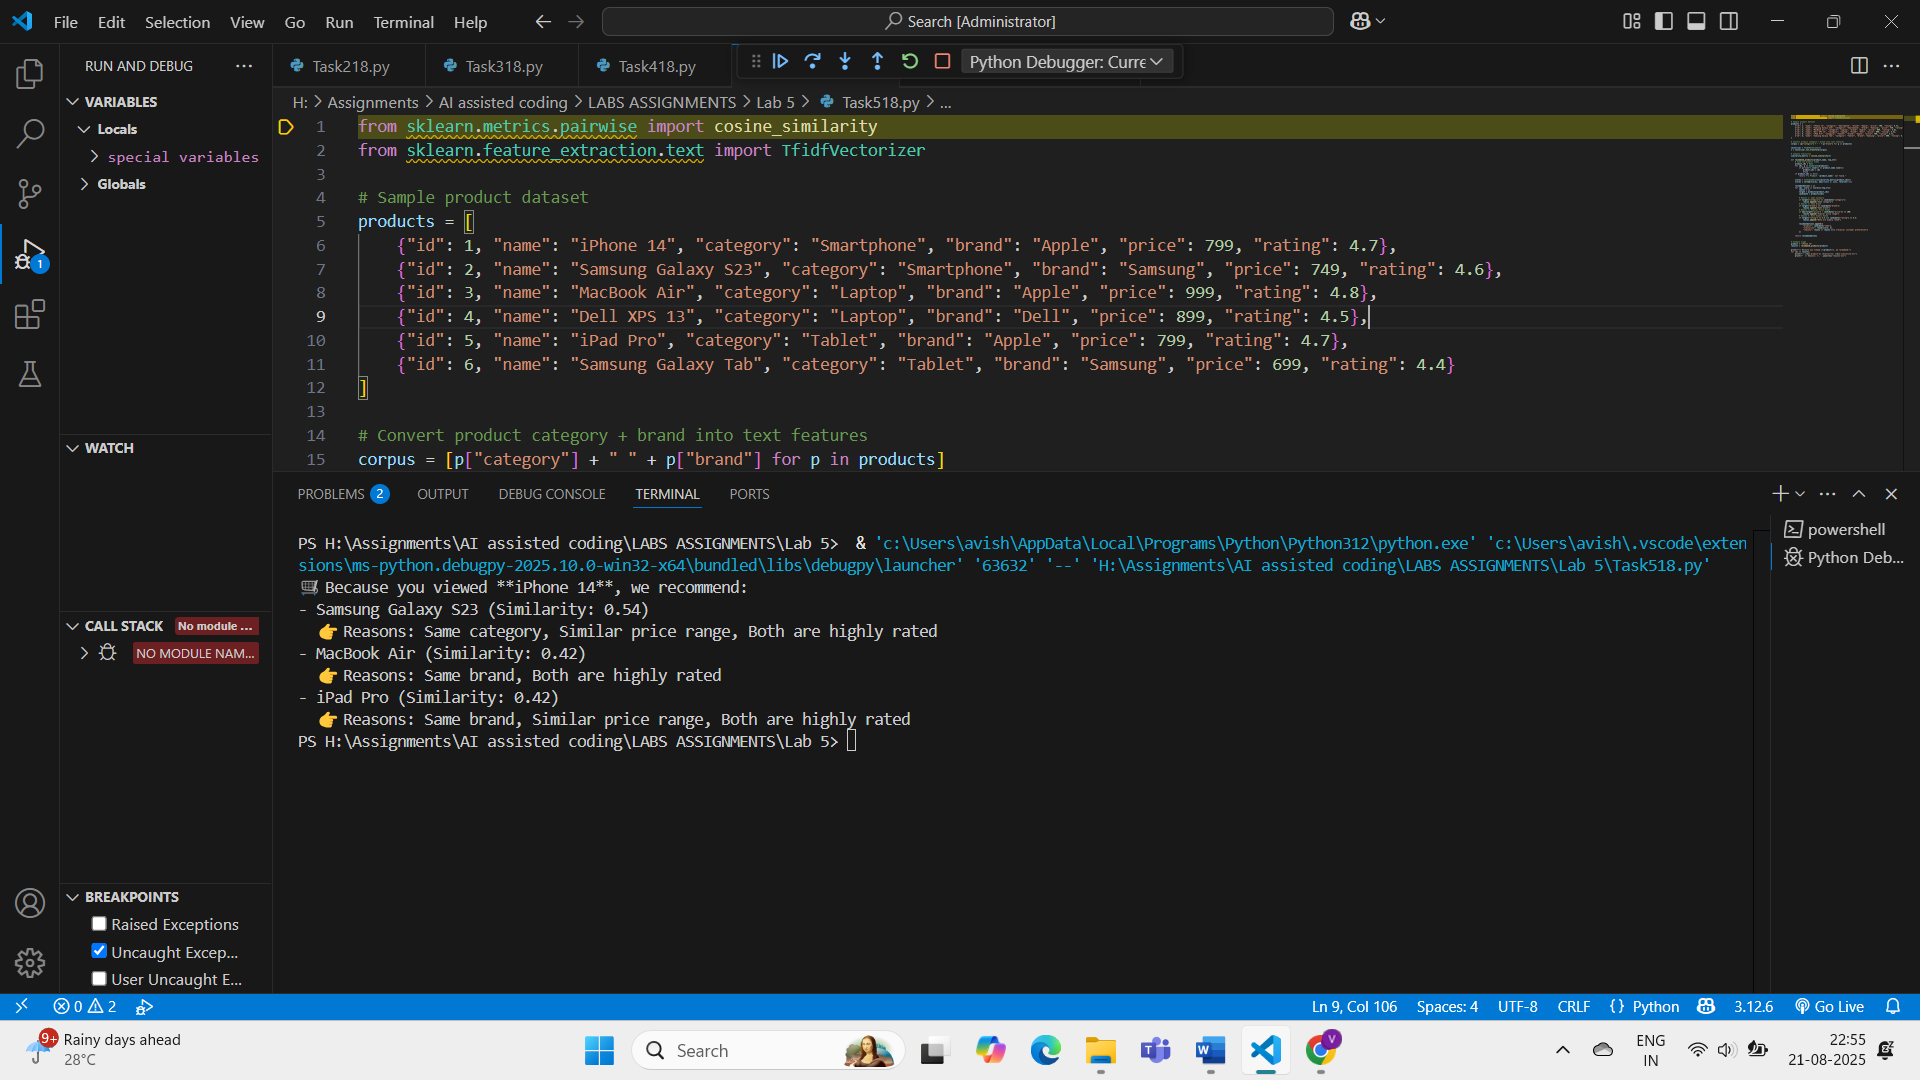 File Edit Selection View Go Run Terminal Help
Search [Administrator]
RUN AND DEBUG
Task218.py
Task318.py
Task418.py
Python Debugger: Curre
H: > Assignments > AI assisted coding > LABS ASSIGNMENTS > Lab 5 > Task518.py > ...
VARIABLES
Locals
special variables
Globals
WATCH
CALL STACK No module ...
NO MODULE NAM...
BREAKPOINTS
Raised Exceptions
Uncaught Excep...
User Uncaught E...
1 from sklearn.metrics.pairwise import cosine_similarity
2 from sklearn.feature_extraction.text import TfidfVectorizer
3
4 # Sample product dataset
5 products = [
6 {"id": 1, "name": "iPhone 14", "category": "Smartphone", "brand": "Apple", "price": 799, "rating": 4.7},
7 {"id": 2, "name": "Samsung Galaxy S23", "category": "Smartphone", "brand": "Samsung", "price": 749, "rating": 4.6},
8 {"id": 3, "name": "MacBook Air", "category": "Laptop", "brand": "Apple", "price": 999, "rating": 4.8},
9 {"id": 4, "name": "Dell XPS 13", "category": "Laptop", "brand": "Dell", "price": 899, "rating": 4.5},
10 {"id": 5, "name": "iPad Pro", "category": "Tablet", "brand": "Apple", "price": 799, "rating": 4.7},
11 {"id": 6, "name": "Samsung Galaxy Tab", "category": "Tablet", "brand": "Samsung", "price": 699, "rating": 4.4}
12 ]
13
14 # Convert product category + brand into text features
15 corpus = [p["category"] + " " + p["brand"] for p in products]
PROBLEMS 2 OUTPUT DEBUG CONSOLE TERMINAL PORTS
powershell
Python Deb...
PS H:\Assignments\AI assisted coding\LABS ASSIGNMENTS\Lab 5> & 'c:\Users\avish\AppData\Local\Programs\Python\Python312\python.exe' 'c:\Users\avish\.vscode\exten
sions\ms-python.debugpy-2025.10.0-win32-x64\bundled\libs\debugpy\launcher' '63632' '--' 'H:\Assignments\AI assisted coding\LABS ASSIGNMENTS\Lab 5\Task518.py'
🛒 Because you viewed **iPhone 14**, we recommend:
- Samsung Galaxy S23 (Similarity: 0.54)
👉 Reasons: Same category, Similar price range, Both are highly rated
- MacBook Air (Similarity: 0.42)
👉 Reasons: Same brand, Both are highly rated
- iPad Pro (Similarity: 0.42)
👉 Reasons: Same brand, Similar price range, Both are highly rated
PS H:\Assignments\AI assisted coding\LABS ASSIGNMENTS\Lab 5>
0 2
Ln 9, Col 106 Spaces: 4 UTF-8 CRLF {} Python 3.12.6 Go Live
9+ Rainy days ahead
28°C
Search
ENG
IN
22:55
21-08-2025